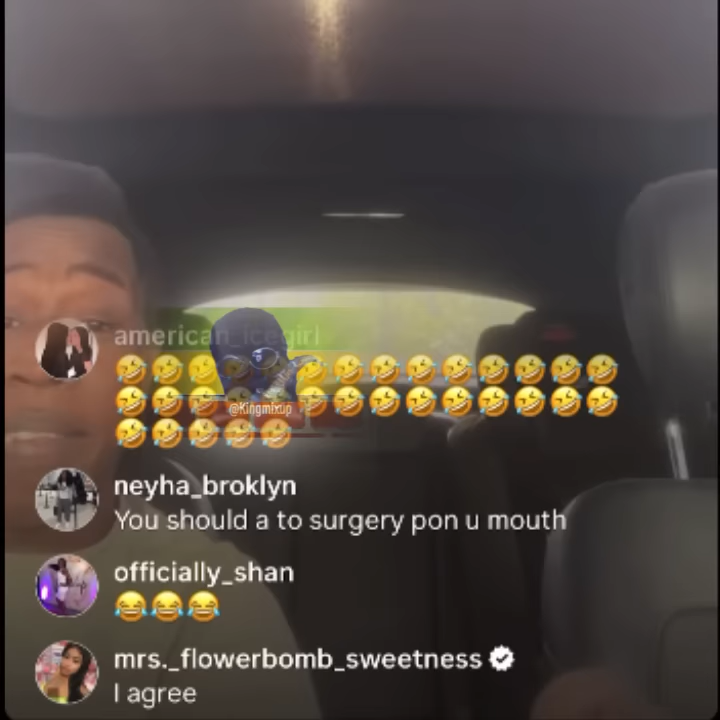 american_icegirl
🤣🤣🤣🤣🤣🤣🤣🤣🤣🤣🤣🤣🤣🤣
🤣🤣🤣🤣🤣🤣🤣🤣🤣🤣🤣🤣🤣🤣
@Kingmixup
🤣🤣🤣🤣🤣
neyha_broklyn
You should a to surgery pon u mouth
officially_shan
😂😂😂
mrs._flowerbomb_sweetness
I agree